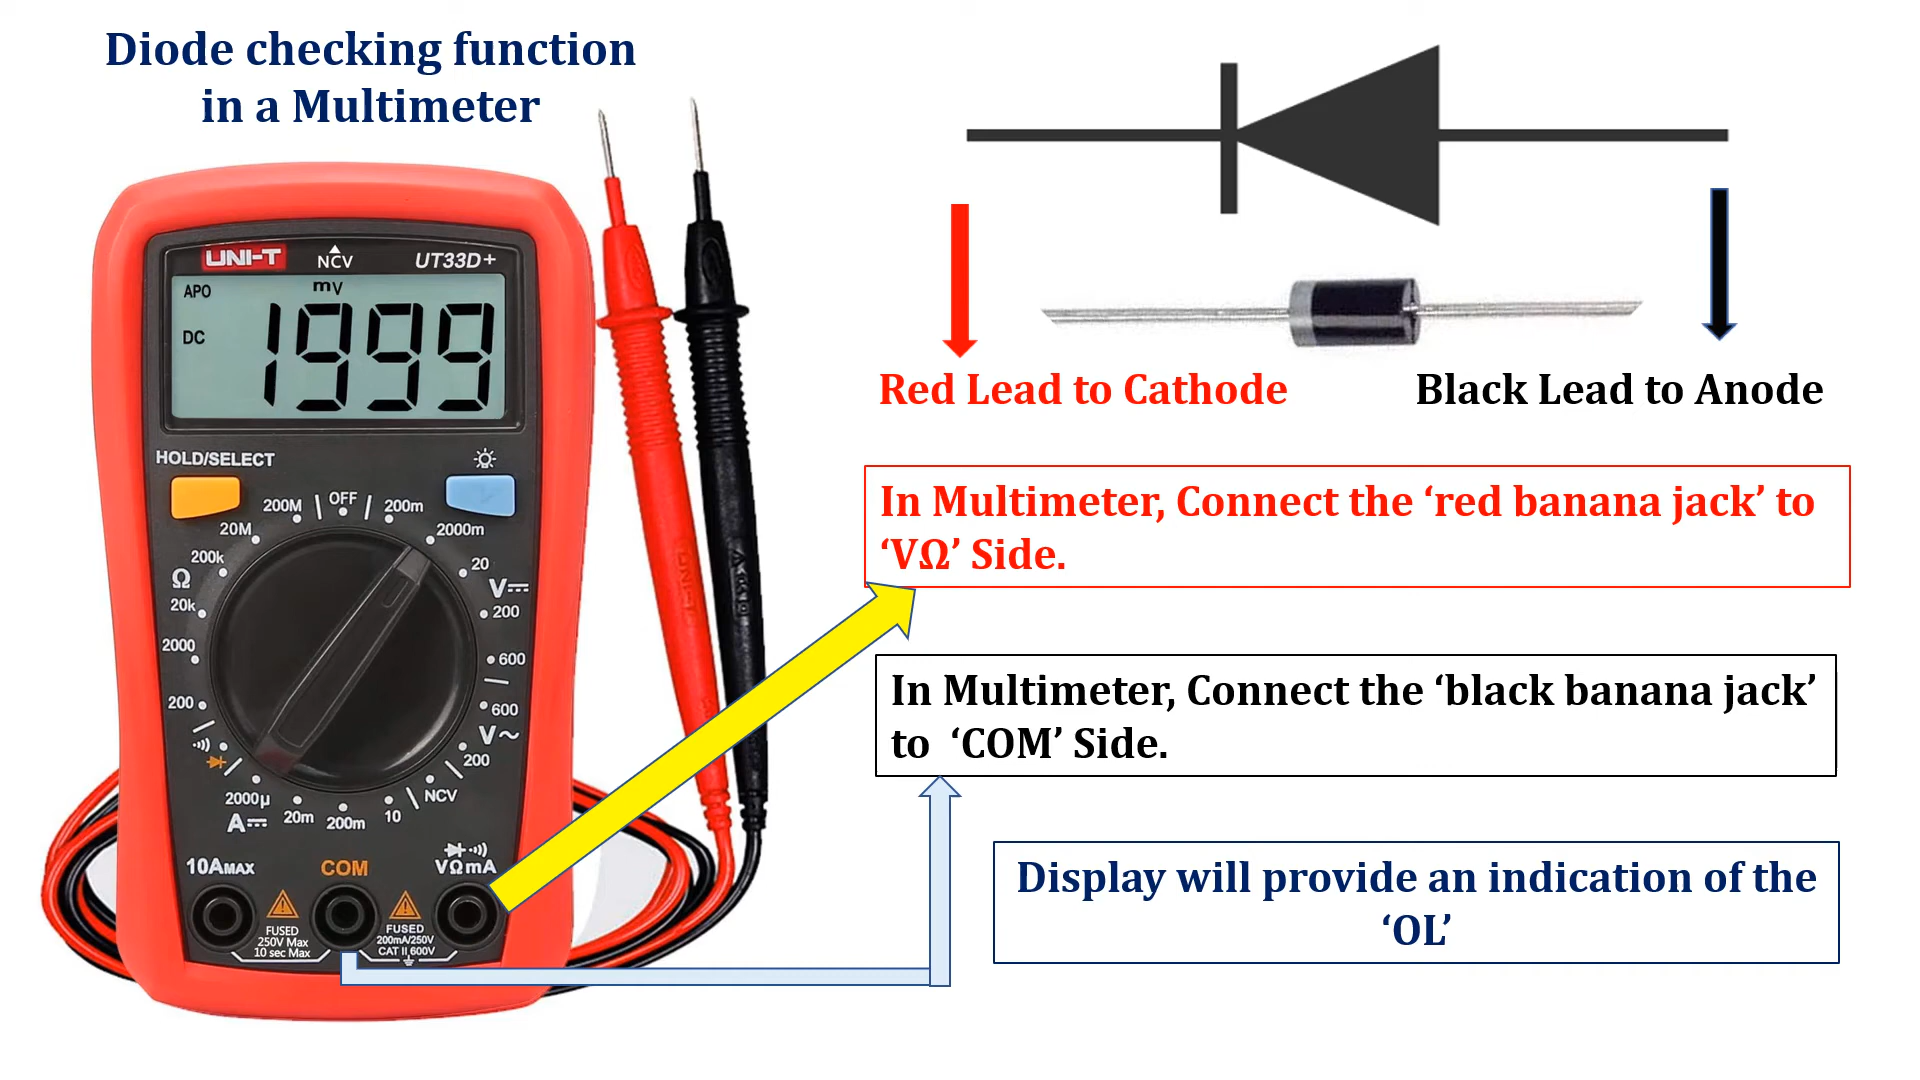 Diode checking function
in a Multimeter
UNI-T
NCV
UT33D+
APO
mV
DC
1999
HOLD/SELECT
200M
OFF
200m
20M
2000m
200k
20
Ω
V
20k
200
2000
600
200
600
V~
200
2000µ
NCV
A
20m
200m
10
10AMAX
COM
VΩmA
FUSED
250V Max
10 sec Max
FUSED
200mA/250V
CAT II 600V
Red Lead to Cathode
Black Lead to Anode
In Multimeter, Connect the ‘red banana jack’ to
‘VΩ’ Side.
In Multimeter, Connect the ‘black banana jack’
to ‘COM’ Side.
Display will provide an indication of the
‘OL’